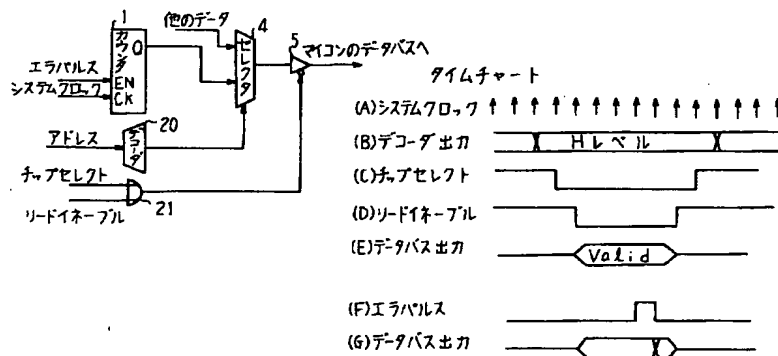 1
カウンタ
Q
EN
CK
エラパルス
システムクロック
他のデータ
4
セレクタ
5
マイコンのデータバスへ
アドレス
20
デコーダ
チップセレクト
リードイネーブル
21
タイムチャート
(A)システムクロック
(B)デコーダ出力 Hレベル
(C)チップセレクト
(D)リードイネーブル
(E)データバス出力 Valid
(F)エラパルス
(G)データバス出力